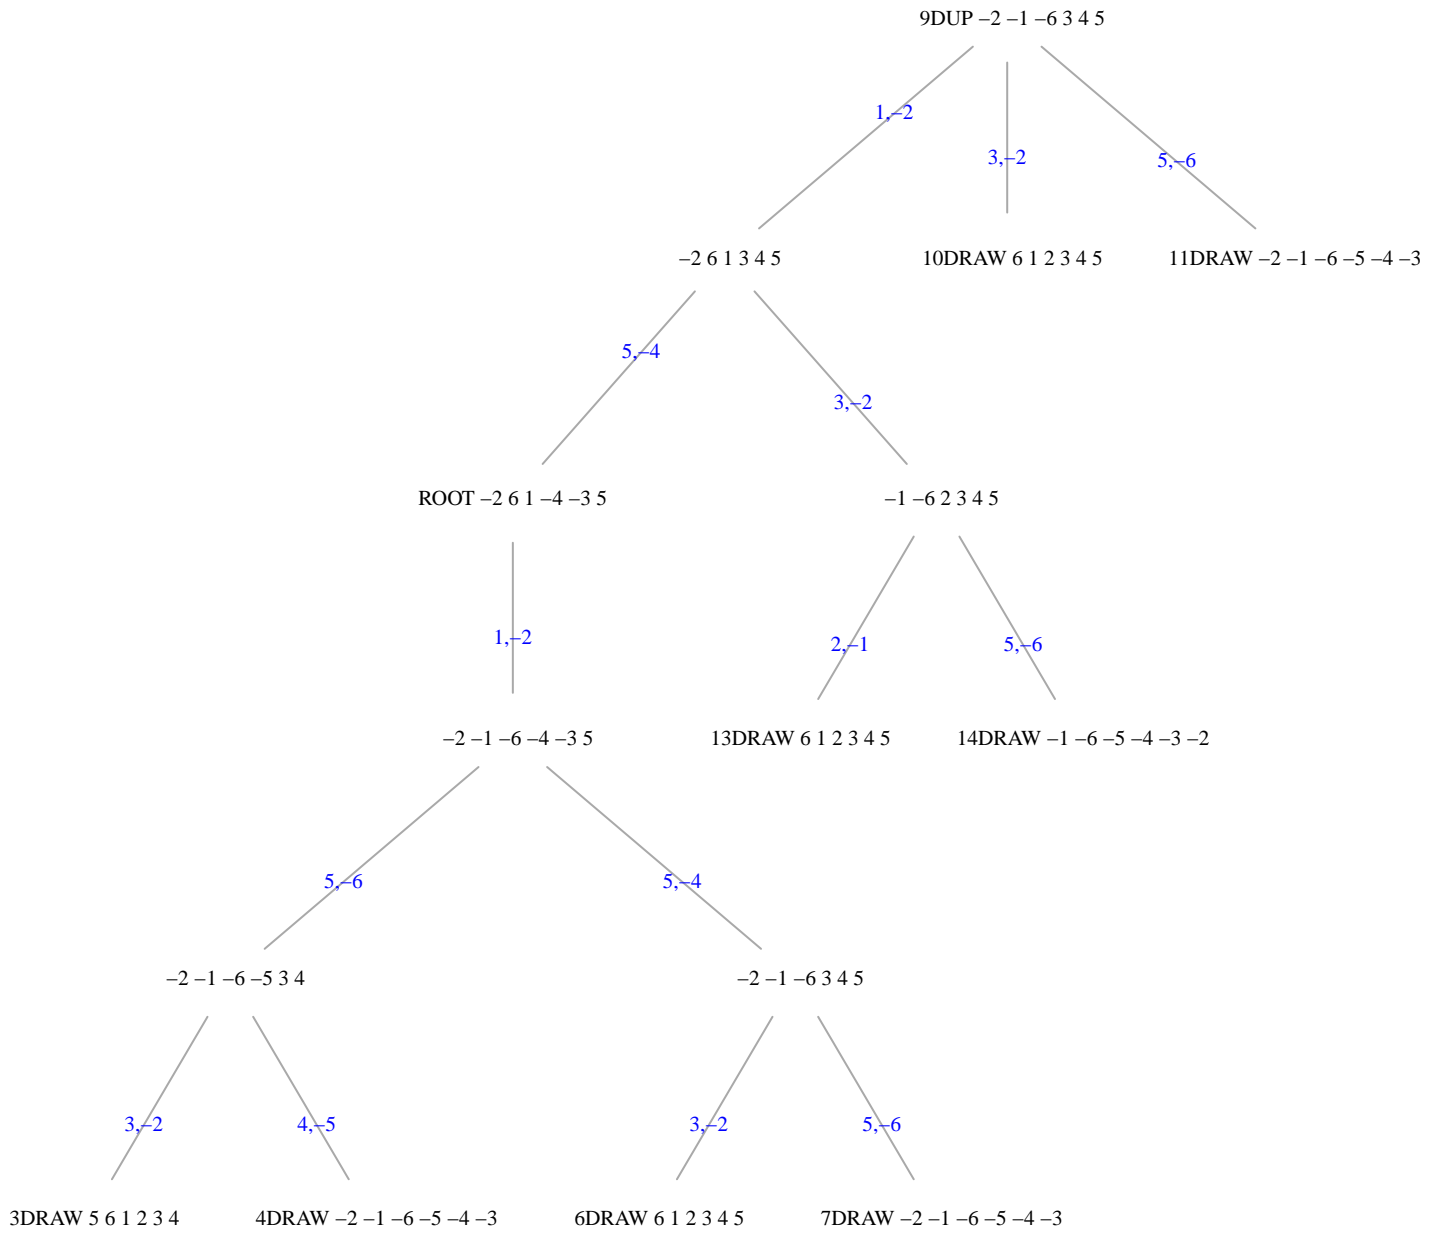 9DUP –2 –1 –6 3 4 5
1,–2
3,–2
5,–6
–2 6 1 3 4 5
10DRAW 6 1 2 3 4 5
11DRAW –2 –1 –6 –5 –4 –3
5,–4
3,–2
ROOT –2 6 1 –4 –3 5
–1 –6 2 3 4 5
1,–2
2,–1
5,–6
–2 –1 –6 –4 –3 5
13DRAW 6 1 2 3 4 5
14DRAW –1 –6 –5 –4 –3 –2
5,–6
5,–4
–2 –1 –6 –5 3 4
–2 –1 –6 3 4 5
3,–2
4,–5
3,–2
5,–6
3DRAW 5 6 1 2 3 4
4DRAW –2 –1 –6 –5 –4 –3
6DRAW 6 1 2 3 4 5
7DRAW –2 –1 –6 –5 –4 –3